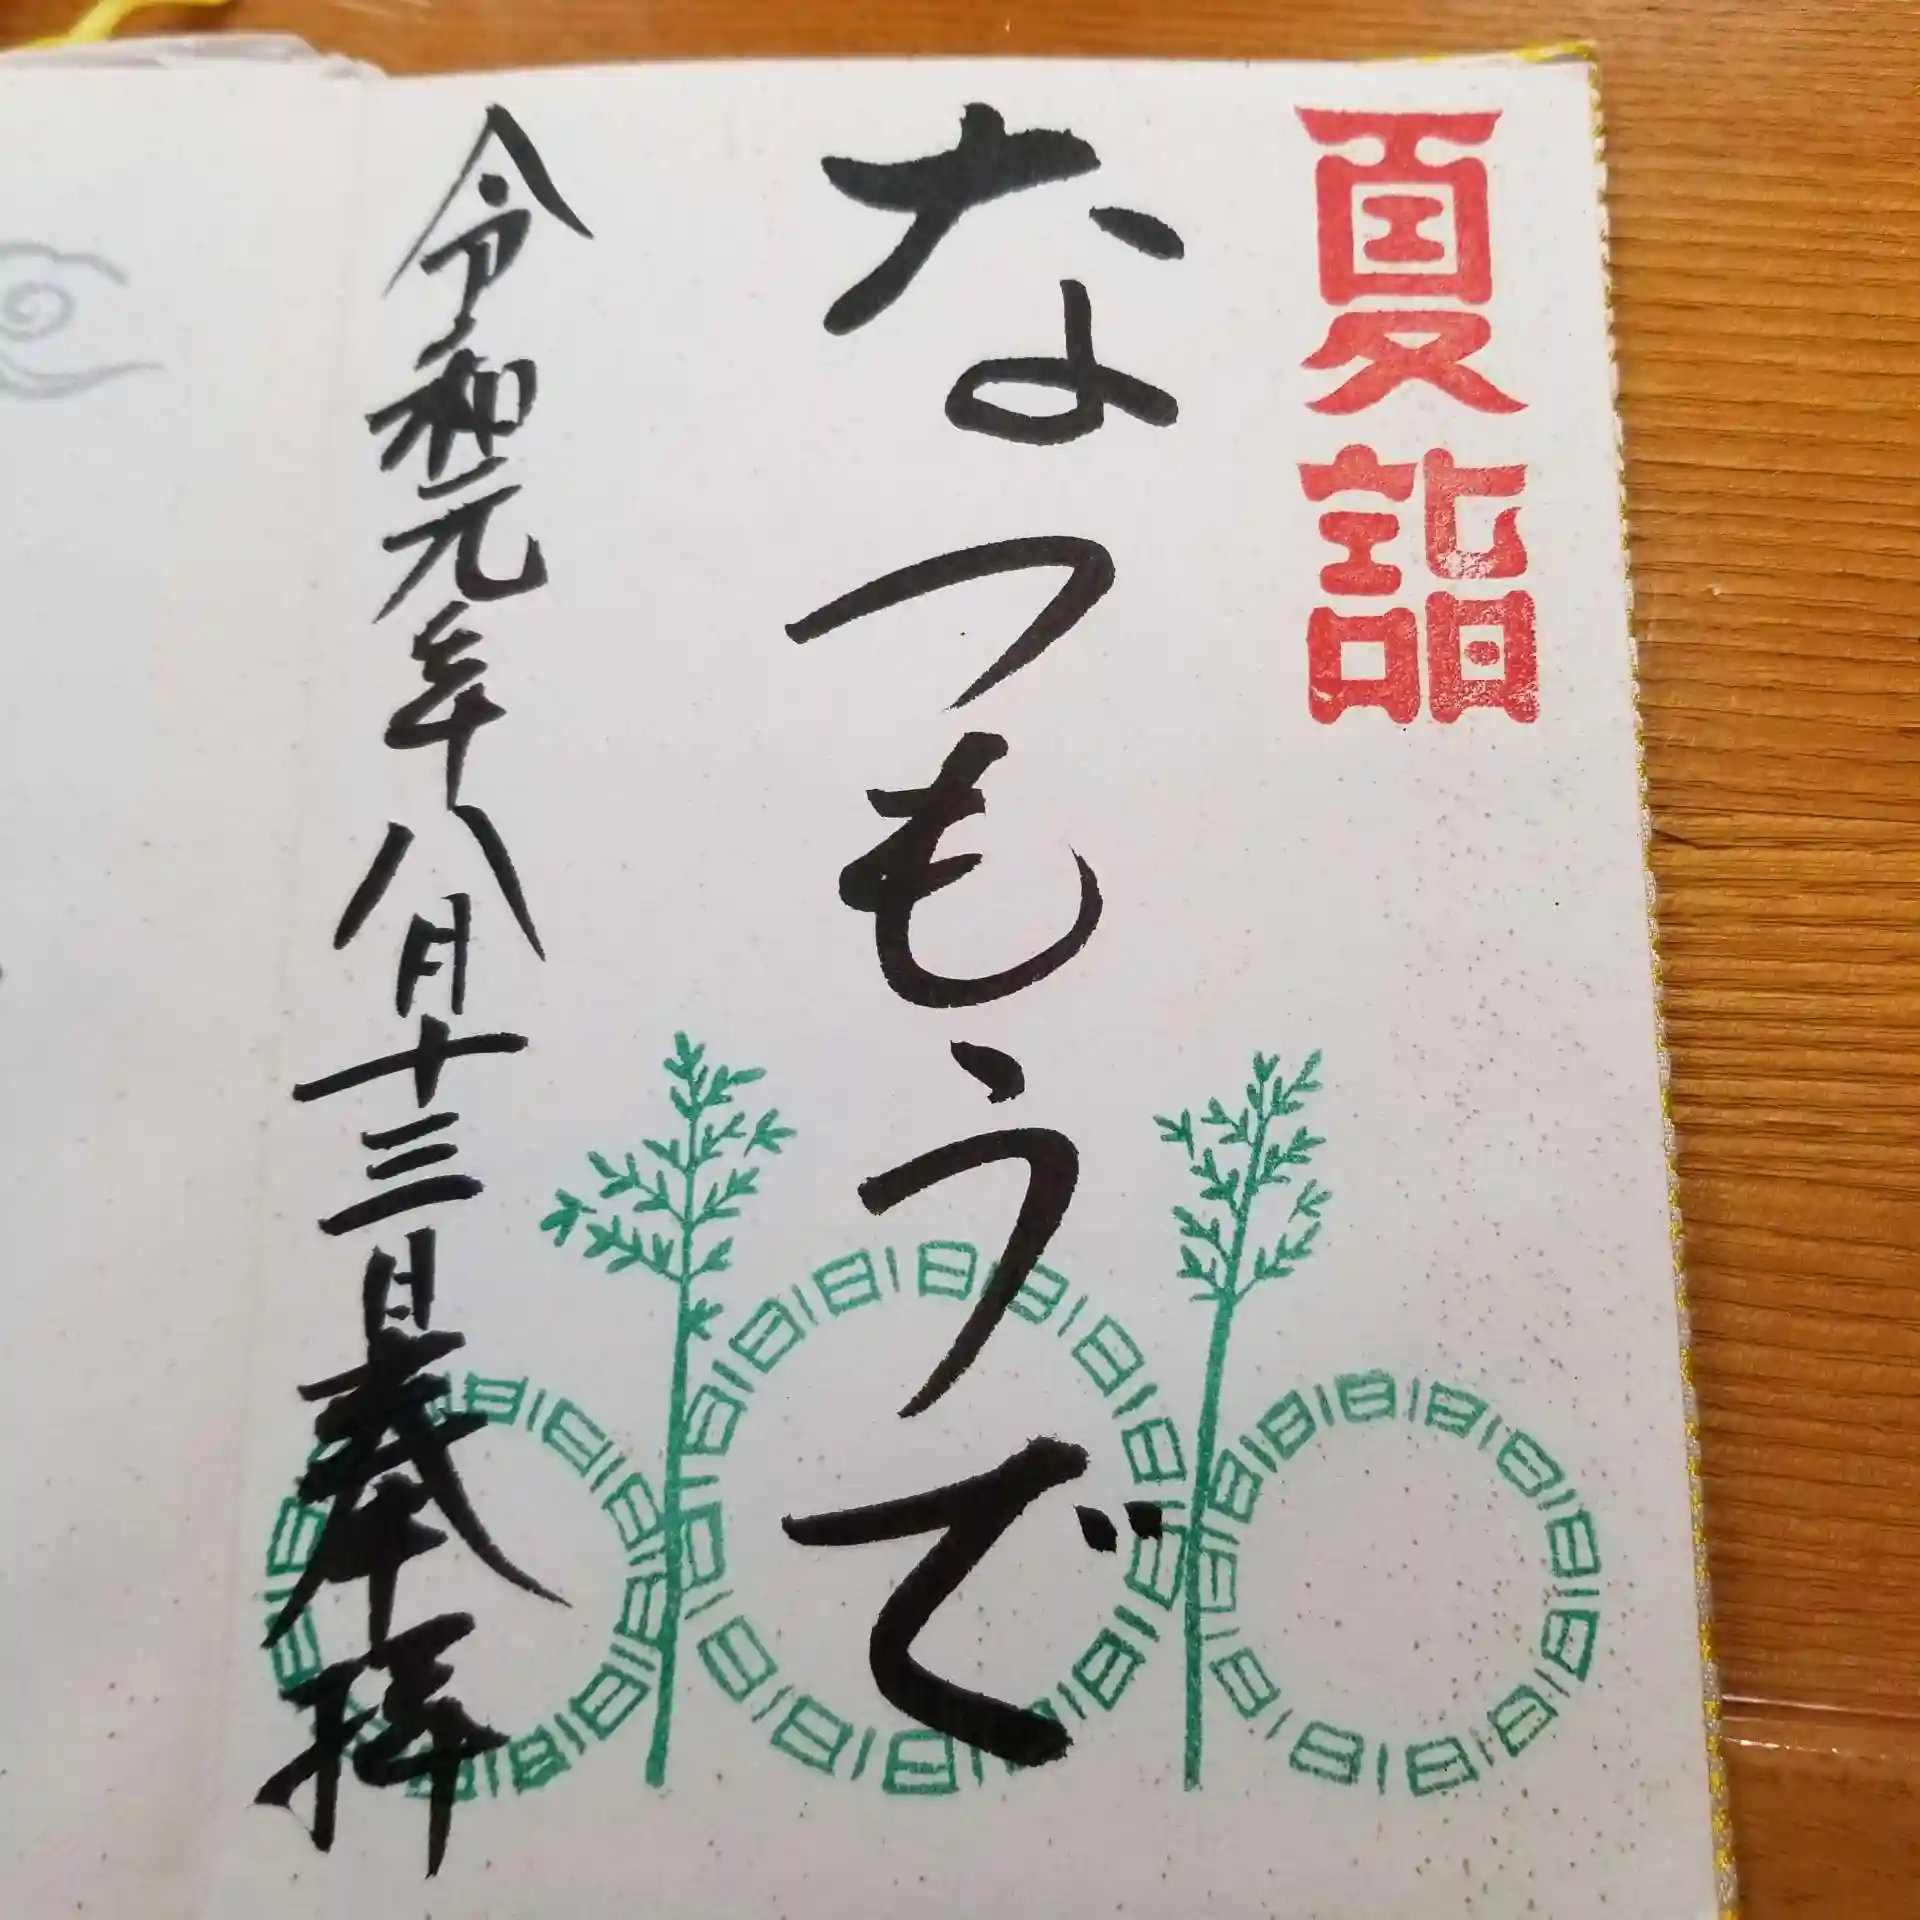 夏詣
なつもうで
令和元年八月十三日奉拝